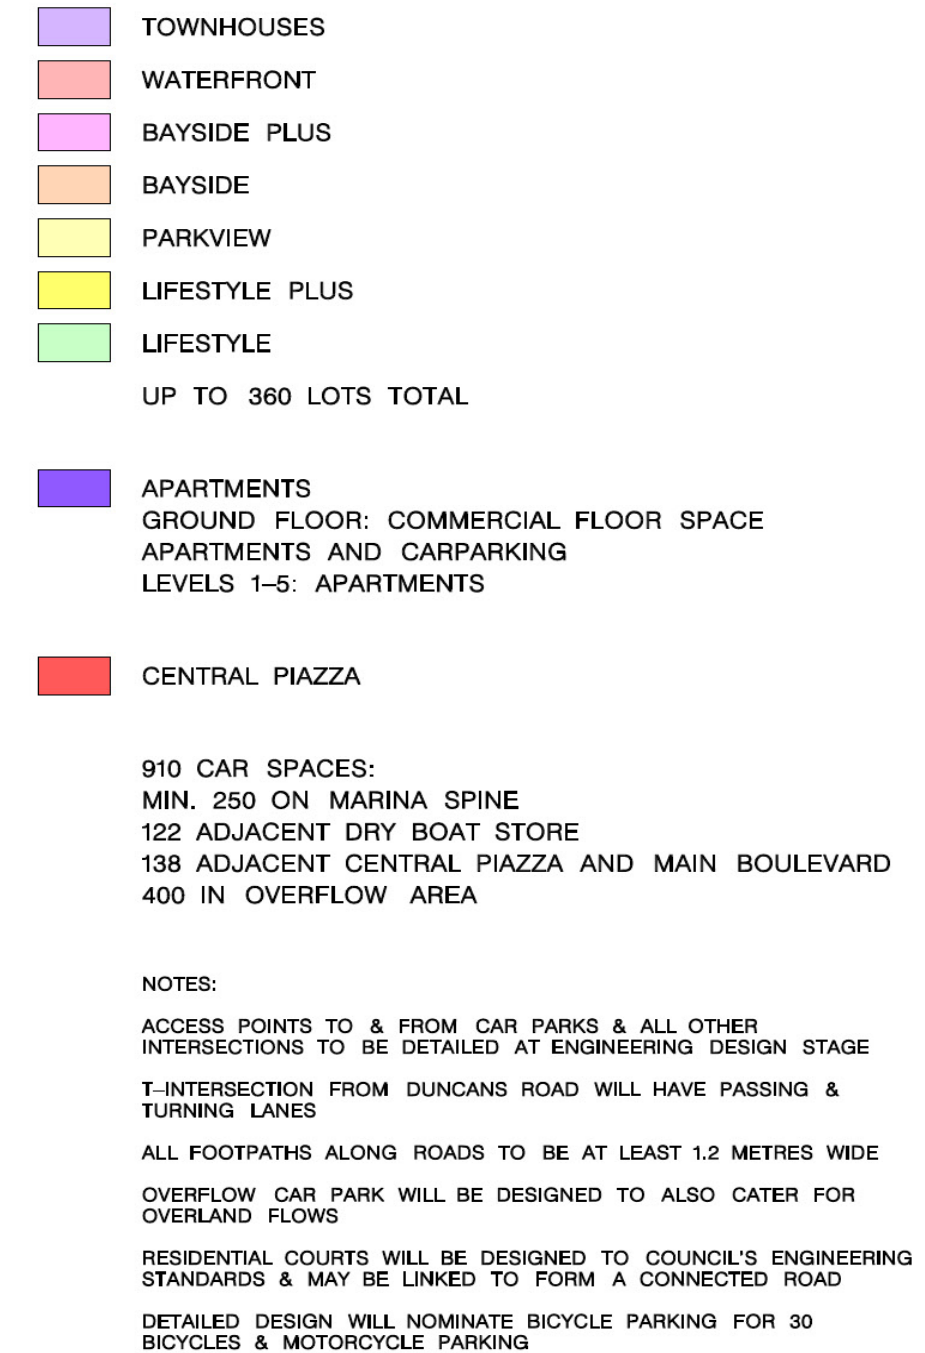 TOWNHOUSES
WATERFRONT
BAYSIDE PLUS
BAYSIDE
PARKVIEW
LIFESTYLE PLUS
LIFESTYLE
UP TO 360 LOTS TOTAL
APARTMENTS
GROUND FLOOR: COMMERCIAL FLOOR SPACE
APARTMENTS AND CARPARKING
LEVELS 1–5: APARTMENTS
CENTRAL PIAZZA
910 CAR SPACES:
MIN. 250 ON MARINA SPINE
122 ADJACENT DRY BOAT STORE
138 ADJACENT CENTRAL PIAZZA AND MAIN BOULEVARD
400 IN OVERFLOW AREA
NOTES:
ACCESS POINTS TO & FROM CAR PARKS & ALL OTHER
INTERSECTIONS TO BE DETAILED AT ENGINEERING DESIGN STAGE
T–INTERSECTION FROM DUNCANS ROAD WILL HAVE PASSING &
TURNING LANES
ALL FOOTPATHS ALONG ROADS TO BE AT LEAST 1.2 METRES WIDE
OVERFLOW CAR PARK WILL BE DESIGNED TO ALSO CATER FOR
OVERLAND FLOWS
RESIDENTIAL COURTS WILL BE DESIGNED TO COUNCIL'S ENGINEERING
STANDARDS & MAY BE LINKED TO FORM A CONNECTED ROAD
DETAILED DESIGN WILL NOMINATE BICYCLE PARKING FOR 30
BICYCLES & MOTORCYCLE PARKING